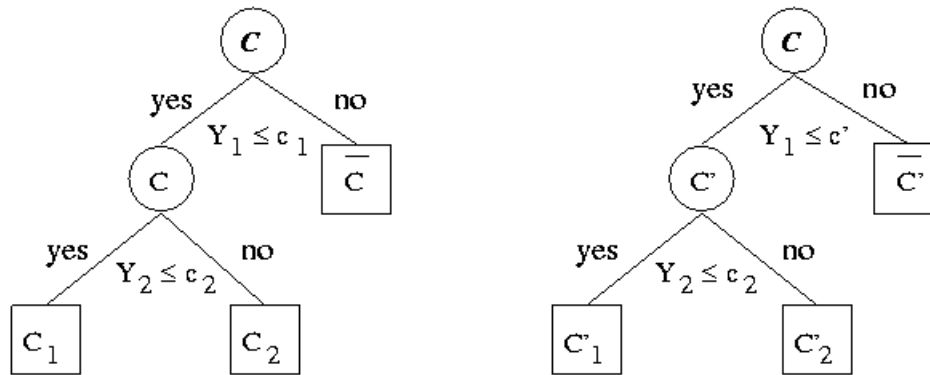 C C
yes no yes no
Y₁ ≤ c₁ Y₁ ≤ c'
C C̅ C' C̅'
yes no yes no
Y₂ ≤ c₂ Y₂ ≤ c₂
C₁ C₂ C'₁ C'₂